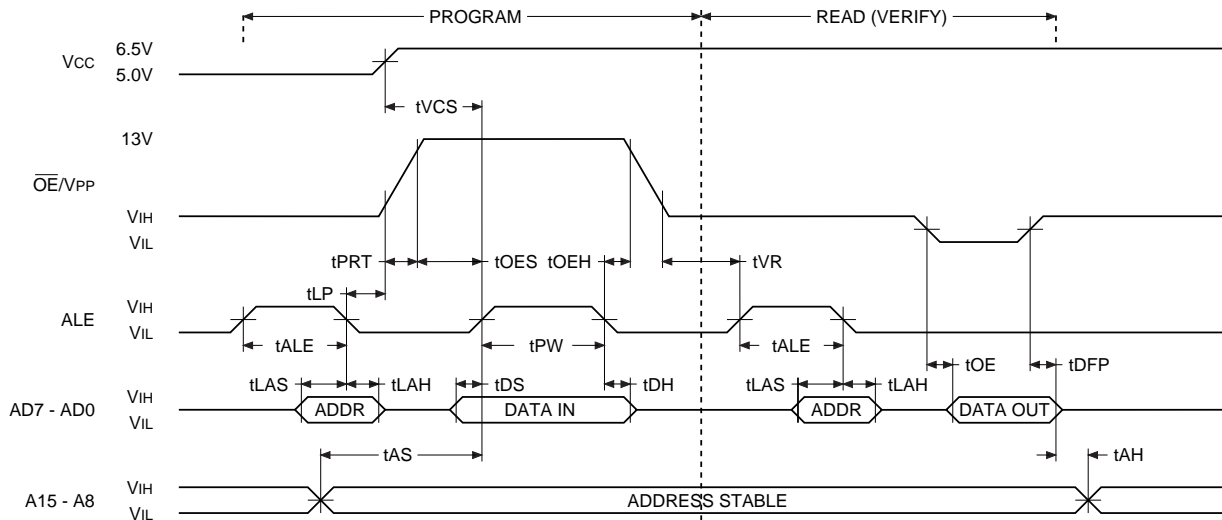 PROGRAM READ (VERIFY)
6.5V
VCC
5.0V
tVCS
13V
OE/VPP
VIH
VIL
tPRT tOES tOEH tVR
tLP
VIH
ALE
VIL
tALE tPW tALE
tOE tDFP
tLAS tLAH tDS tDH tLAS tLAH
VIH
AD7 - AD0 ADDR DATA IN ADDR DATA OUT
VIL
tAS tAH
VIH
A15 - A8 ADDRESS STABLE
VIL